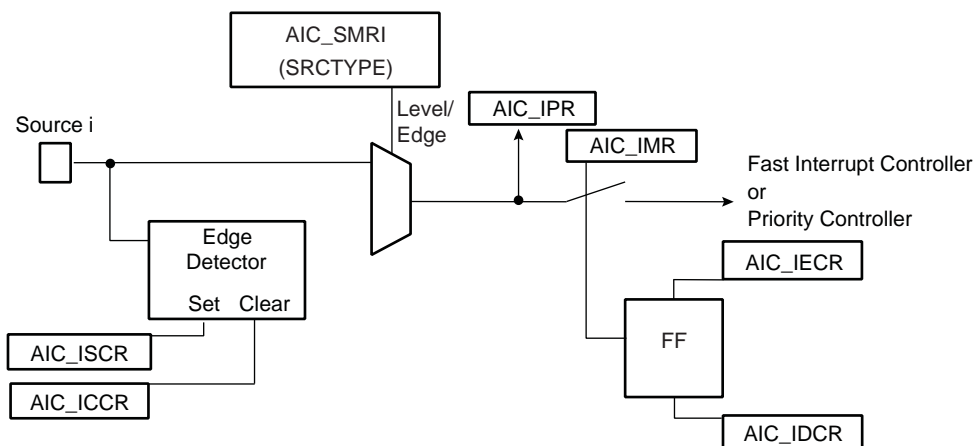 AIC_SMRI
(SRCTYPE)
Level/
Edge
AIC_IPR
Source i
AIC_IMR
Fast Interrupt Controller
or
Priority Controller
Edge
Detector
Set Clear
AIC_IECR
FF
AIC_ISCR
AIC_ICCR
AIC_IDCR